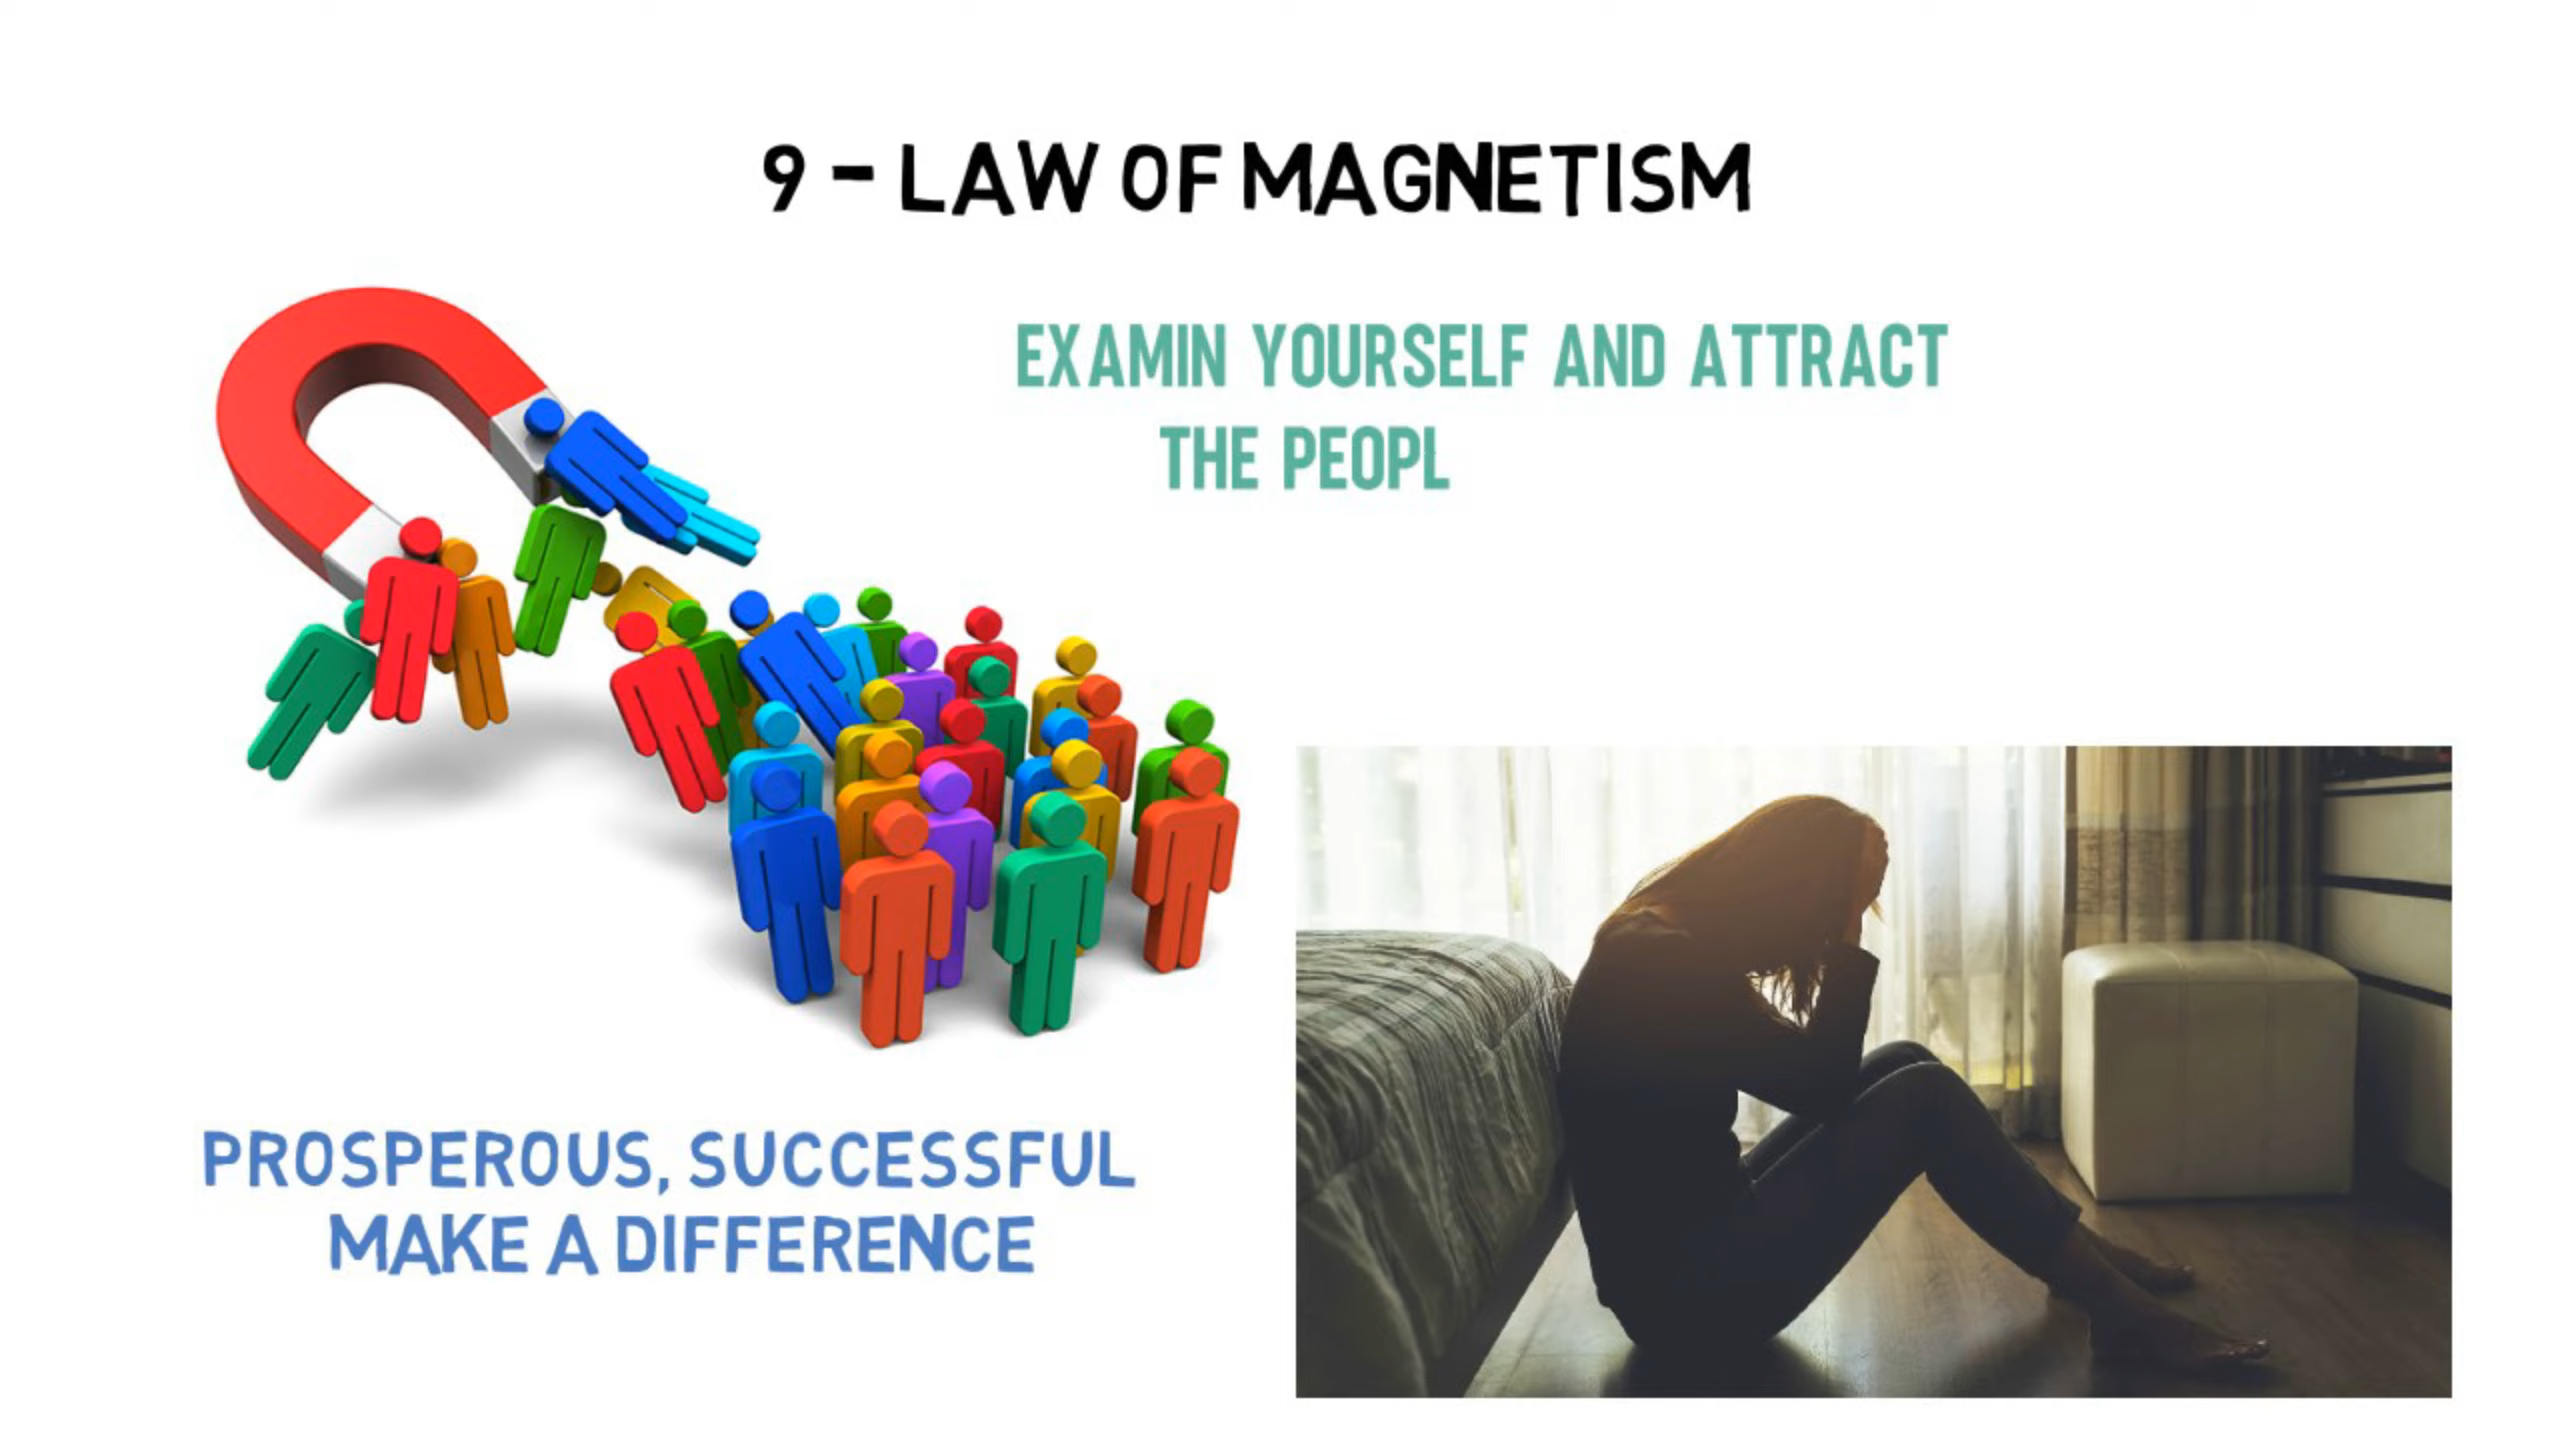 9 - LAW OF MAGNETISM
EXAMIN YOURSELF AND ATTRACT
THE PEOPL
PROSPEROUS, SUCCESSFUL
MAKE A DIFFERENCE